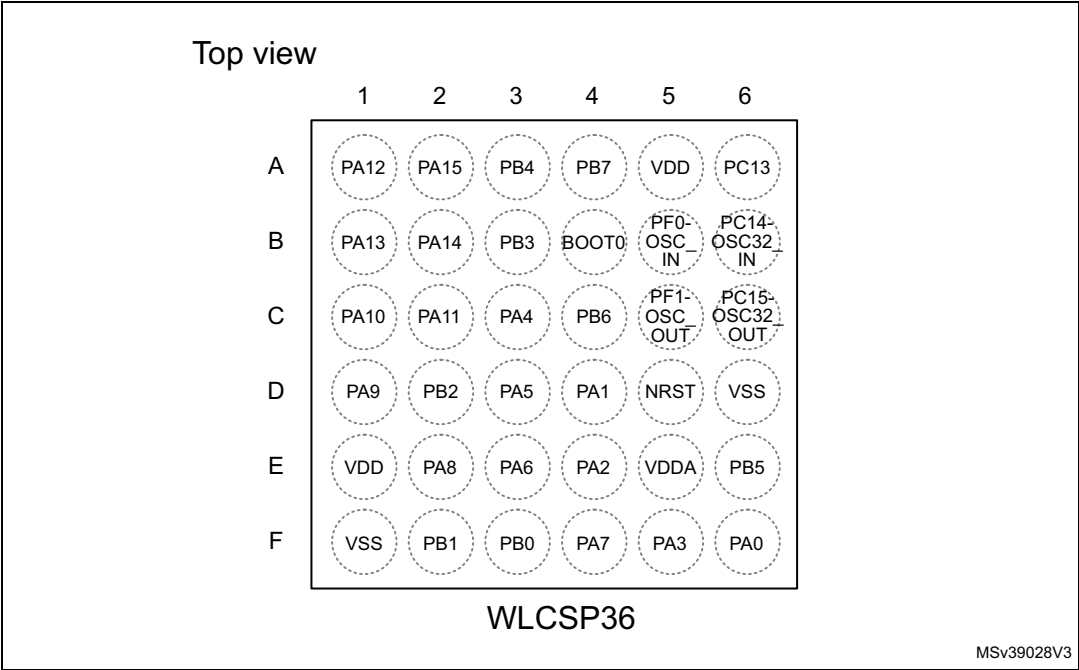 Top view
1 2 3 4 5 6
A PA12 PA15 PB4 PB7 VDD PC13
B PA13 PA14 PB3 BOOT0 PF0-OSC_IN PC14-OSC32_IN
C PA10 PA11 PA4 PB6 PF1-OSC_OUT PC15-OSC32_OUT
D PA9 PB2 PA5 PA1 NRST VSS
E VDD PA8 PA6 PA2 VDDA PB5
F VSS PB1 PB0 PA7 PA3 PA0
WLCSP36
MSv39028V3